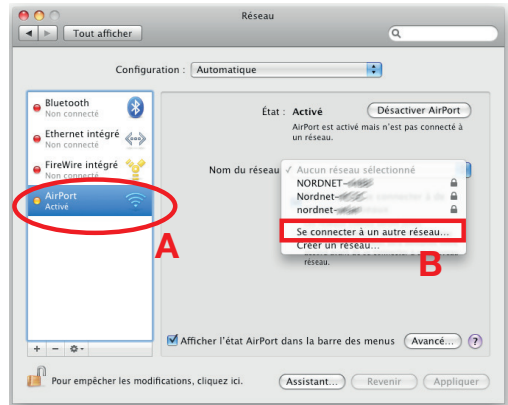 Réseau
Tout afficher
Configuration : Automatique
Bluetooth
Non connecté
Ethernet intégré
Non connecté
FireWire intégré
Non connecté
AirPort
Activé
A
État : Activé
Désactiver AirPort
AirPort est activé mais n'est pas connecté à
un réseau.
Nom du réseau
✓ Aucun réseau sélectionné
NORDNET-
Nordnet-
nordnet-
Se connecter à un autre réseau...
Créer un réseau...
réseau.
B
Afficher l'état AirPort dans la barre des menus
Avancé...
?
+ -
Pour empêcher les modifications, cliquez ici.
Assistant...
Revenir
Appliquer